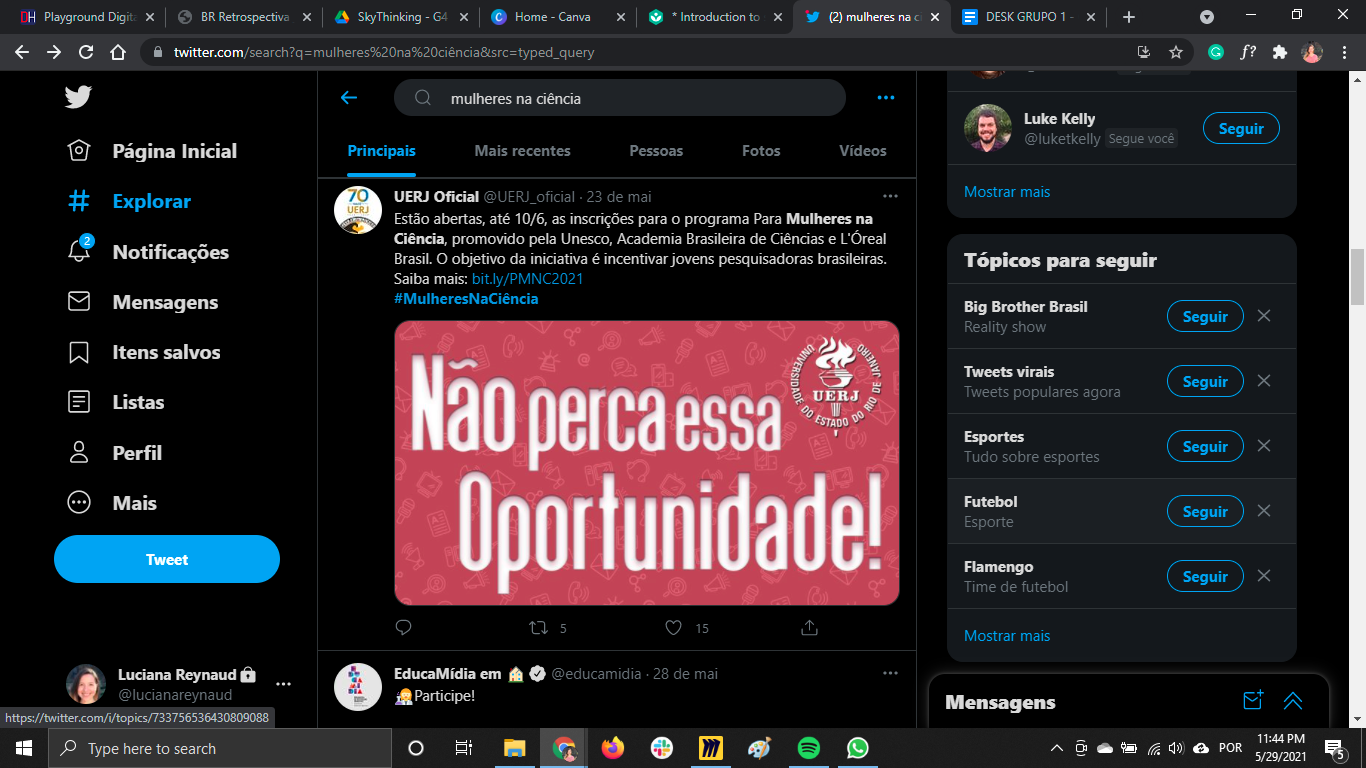 Playground Digita
BR Retrospectiva
SkyThinking - G4
Home - Canva
* Introduction to
(2) mulheres na ci
DESK GRUPO 1 -
twitter.com/search?q=mulheres%20na%20ciência&src=typed_query
Página Inicial
Explorar
2
Notificações
Mensagens
Itens salvos
Listas
Perfil
Mais
Tweet
Luciana Reynaud
@lucianareynaud
https://twitter.com/i/topics/733756536430809088
mulheres na ciência
Principais
Mais recentes
Pessoas
Fotos
Vídeos
70
UERJ
UERJ Oficial @UERJ_oficial · 23 de mai
Estão abertas, até 10/6, as inscrições para o programa Para Mulheres na
Ciência, promovido pela Unesco, Academia Brasileira de Ciências e L'Óreal
Brasil. O objetivo da iniciativa é incentivar jovens pesquisadoras brasileiras.
Saiba mais: bit.ly/PMNC2021
#MulheresNaCiência
Não perca essa
Oportunidade!
UNIVERSIDADE DO ESTADO DO RIO DE JANEIRO
UERJ
5
15
EducaMídia em @educamidia · 28 de mai
Participe!
Luke Kelly
@luketkelly Segue você
Seguir
Mostrar mais
Tópicos para seguir
Big Brother Brasil
Reality show
Seguir
Tweets virais
Tweets populares agora
Seguir
Esportes
Tudo sobre esportes
Seguir
Futebol
Esporte
Seguir
Flamengo
Time de futebol
Seguir
Mostrar mais
Mensagens
Type here to search
POR
11:44 PM
5/29/2021
5